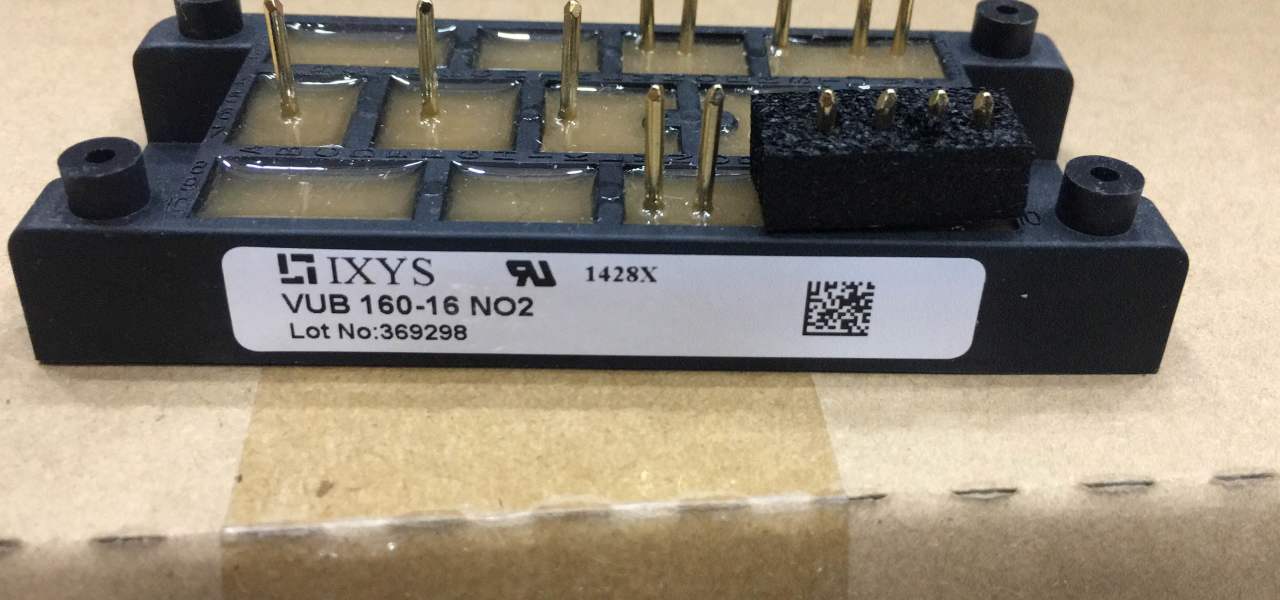 IXYS
1428X
VUB 160-16 NO2
Lot No:369298